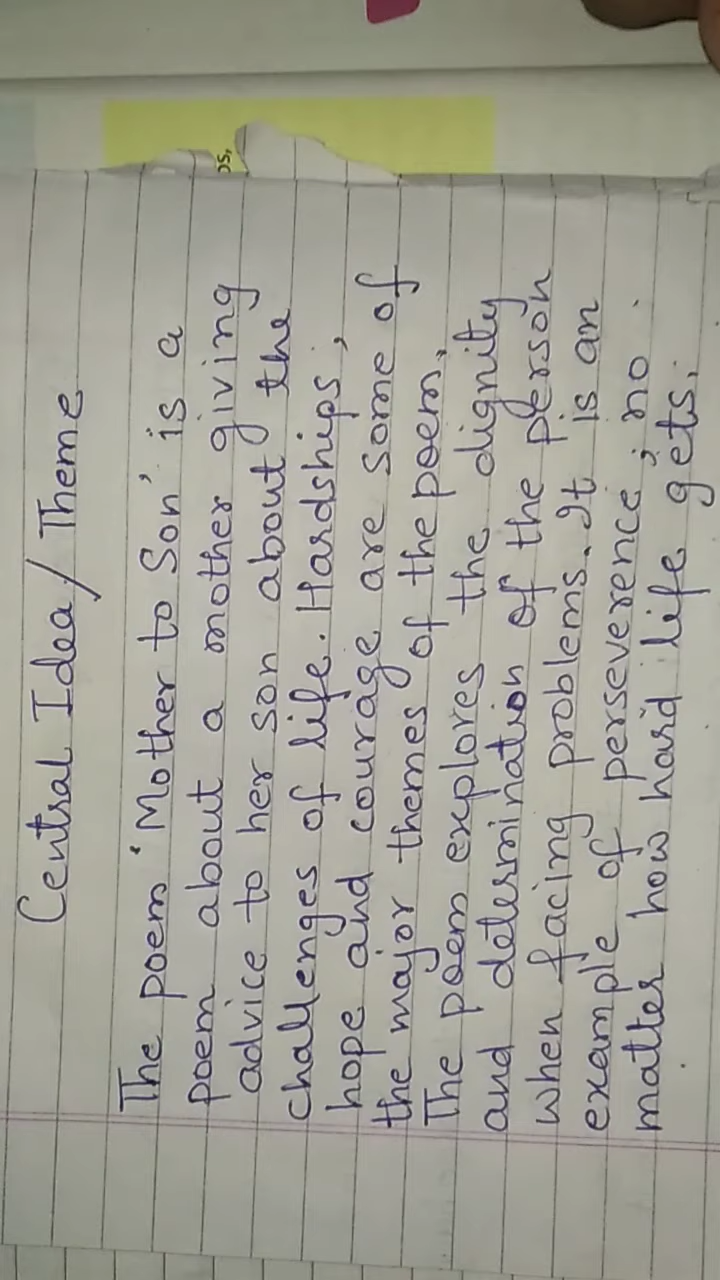 Central Idea / Theme
The poem 'Mother to Son' is a
poem about a mother giving
advice to her son about the
challenges of life. Hardships,
hope and courage are some of
the major themes of the poem,
The poem explores the dignity
and determination of the person
when facing problems. It is an
example of perseverence, no
matter how hard life gets.